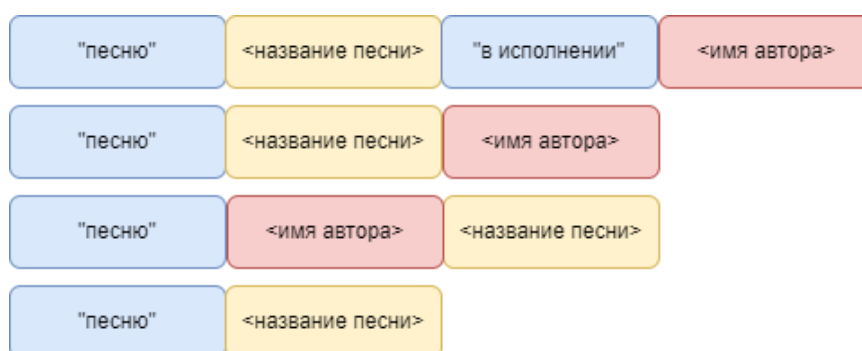 "песню" <название песни> "в исполнении" <имя автора>
"песню" <название песни> <имя автора>
"песню" <имя автора> <название песни>
"песню" <название песни>